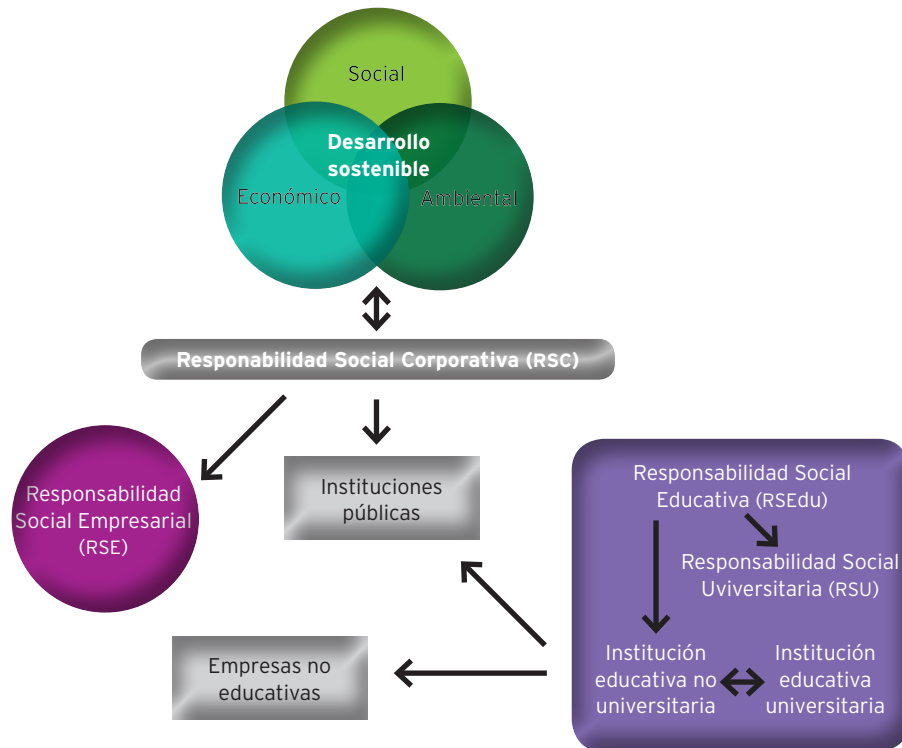 Social
Desarrollo
sostenible
Económico
Ambiental
Responabilidad Social Corporativa (RSC)
Responsabilidad
Social Empresarial
(RSE)
Instituciones
públicas
Responsabilidad Social
Educativa (RSEdu)
Responsabilidad Social
Uviversitaria (RSU)
Empresas no
educativas
Institución
educativa no
universitaria
Institución
educativa
universitaria